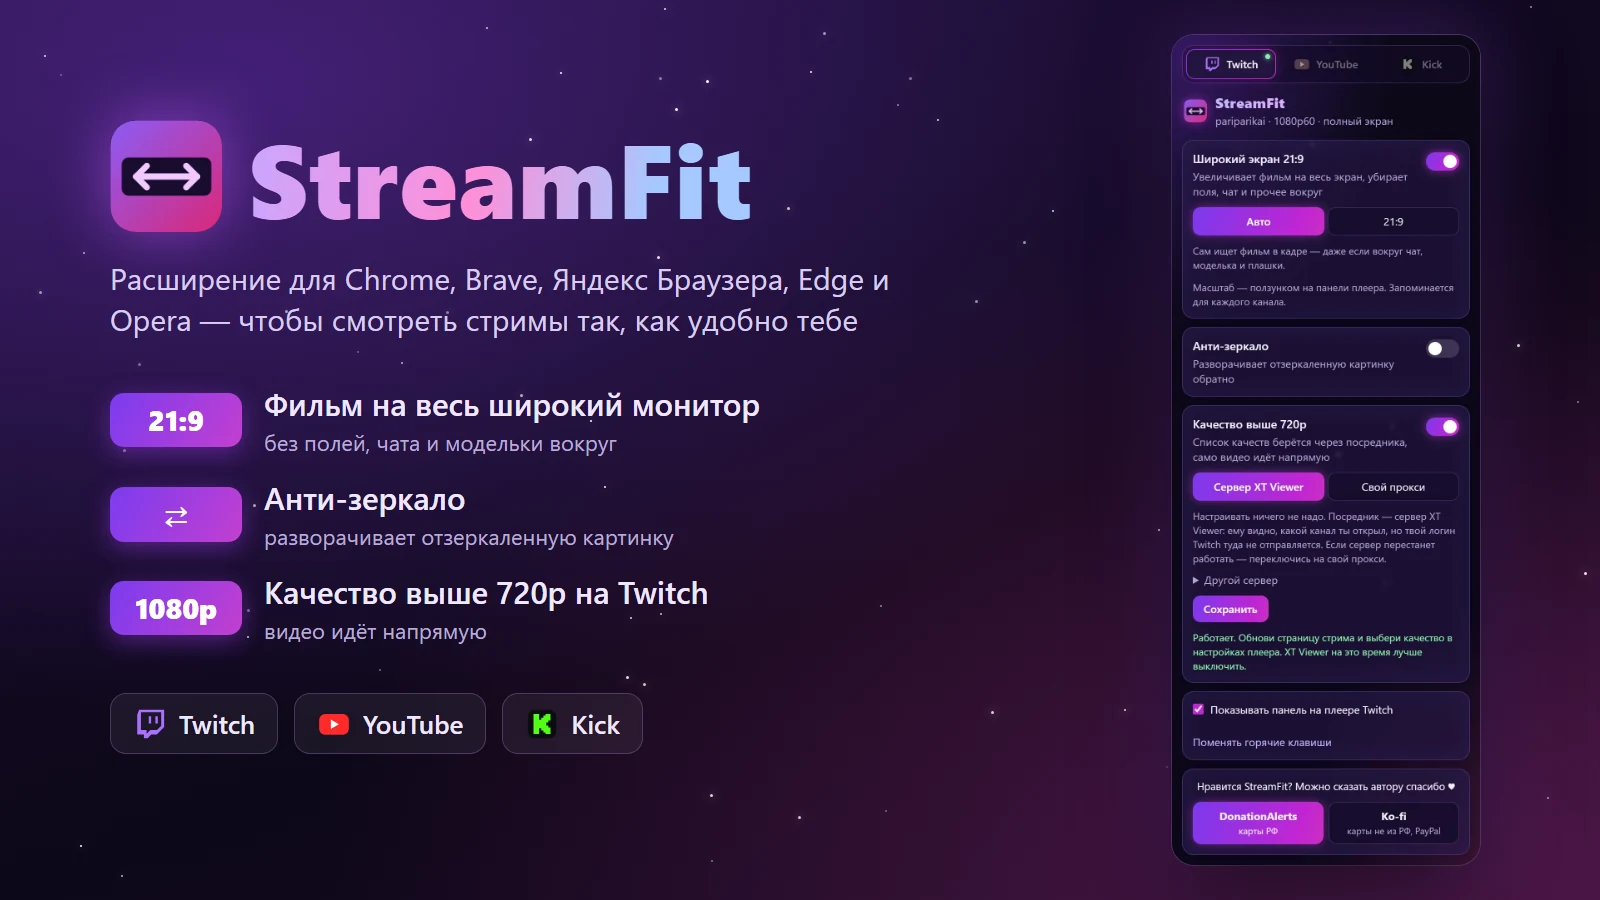 StreamFit
Расширение для Chrome, Brave, Яндекс Браузера, Edge и
Opera — чтобы смотреть стримы так, как удобно тебе
21:9
Фильм на весь широкий монитор
без полей, чата и модельки вокруг
Анти-зеркало
разворачивает отзеркаленную картинку
1080p
Качество выше 720p на Twitch
видео идёт напрямую
Twitch
YouTube
Kick
Twitch
YouTube
Kick
StreamFit
pariparikai · 1080p60 · полный экран
Широкий экран 21:9
Увеличивает фильм на весь экран, убирает
поля, чат и прочее вокруг
Авто
21:9
Сам ищет фильм в кадре — даже если вокруг чат,
моделька и плашки.
Масштаб — ползунком на панели плеера. Запоминается
для каждого канала.
Анти-зеркало
Разворачивает отзеркаленную картинку
обратно
Качество выше 720p
Список качеств берётся через посредника,
само видео идёт напрямую
Сервер XT Viewer
Свой прокси
Настраивать ничего не надо. Посредник — сервер XT
Viewer: ему видно, какой канал ты открыл, но твой логин
Twitch туда не отправляется. Если сервер перестанет
работать — переключись на свой прокси.
Другой сервер
Сохранить
Работает. Обнови страницу стрима и выбери качество в
настройках плеера. XT Viewer на это время лучше
выключить.
Показывать панель на плеере Twitch
Поменять горячие клавиши
Нравится StreamFit? Можно сказать автору спасибо ♥
DonationAlerts
карты РФ
Ko-fi
карты не из РФ, PayPal